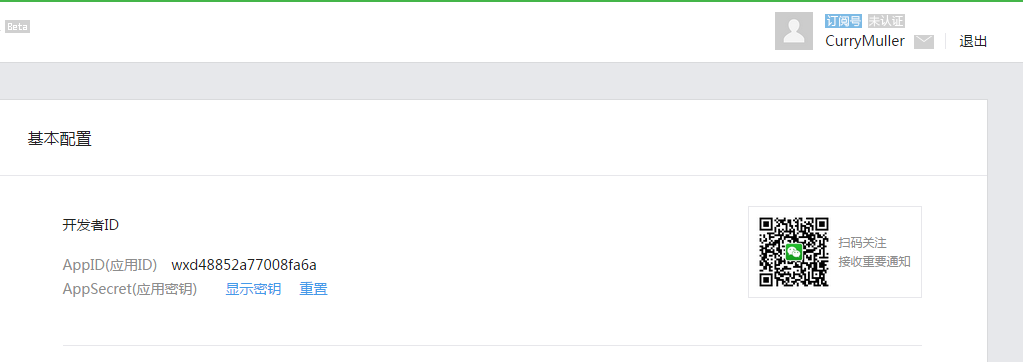 Beta
订阅号 未认证
CurryMuller 退出
基本配置
开发者ID
AppID(应用ID) wxd48852a77008fa6a
AppSecret(应用密钥) 显示密钥 重置
扫码关注
接收重要通知